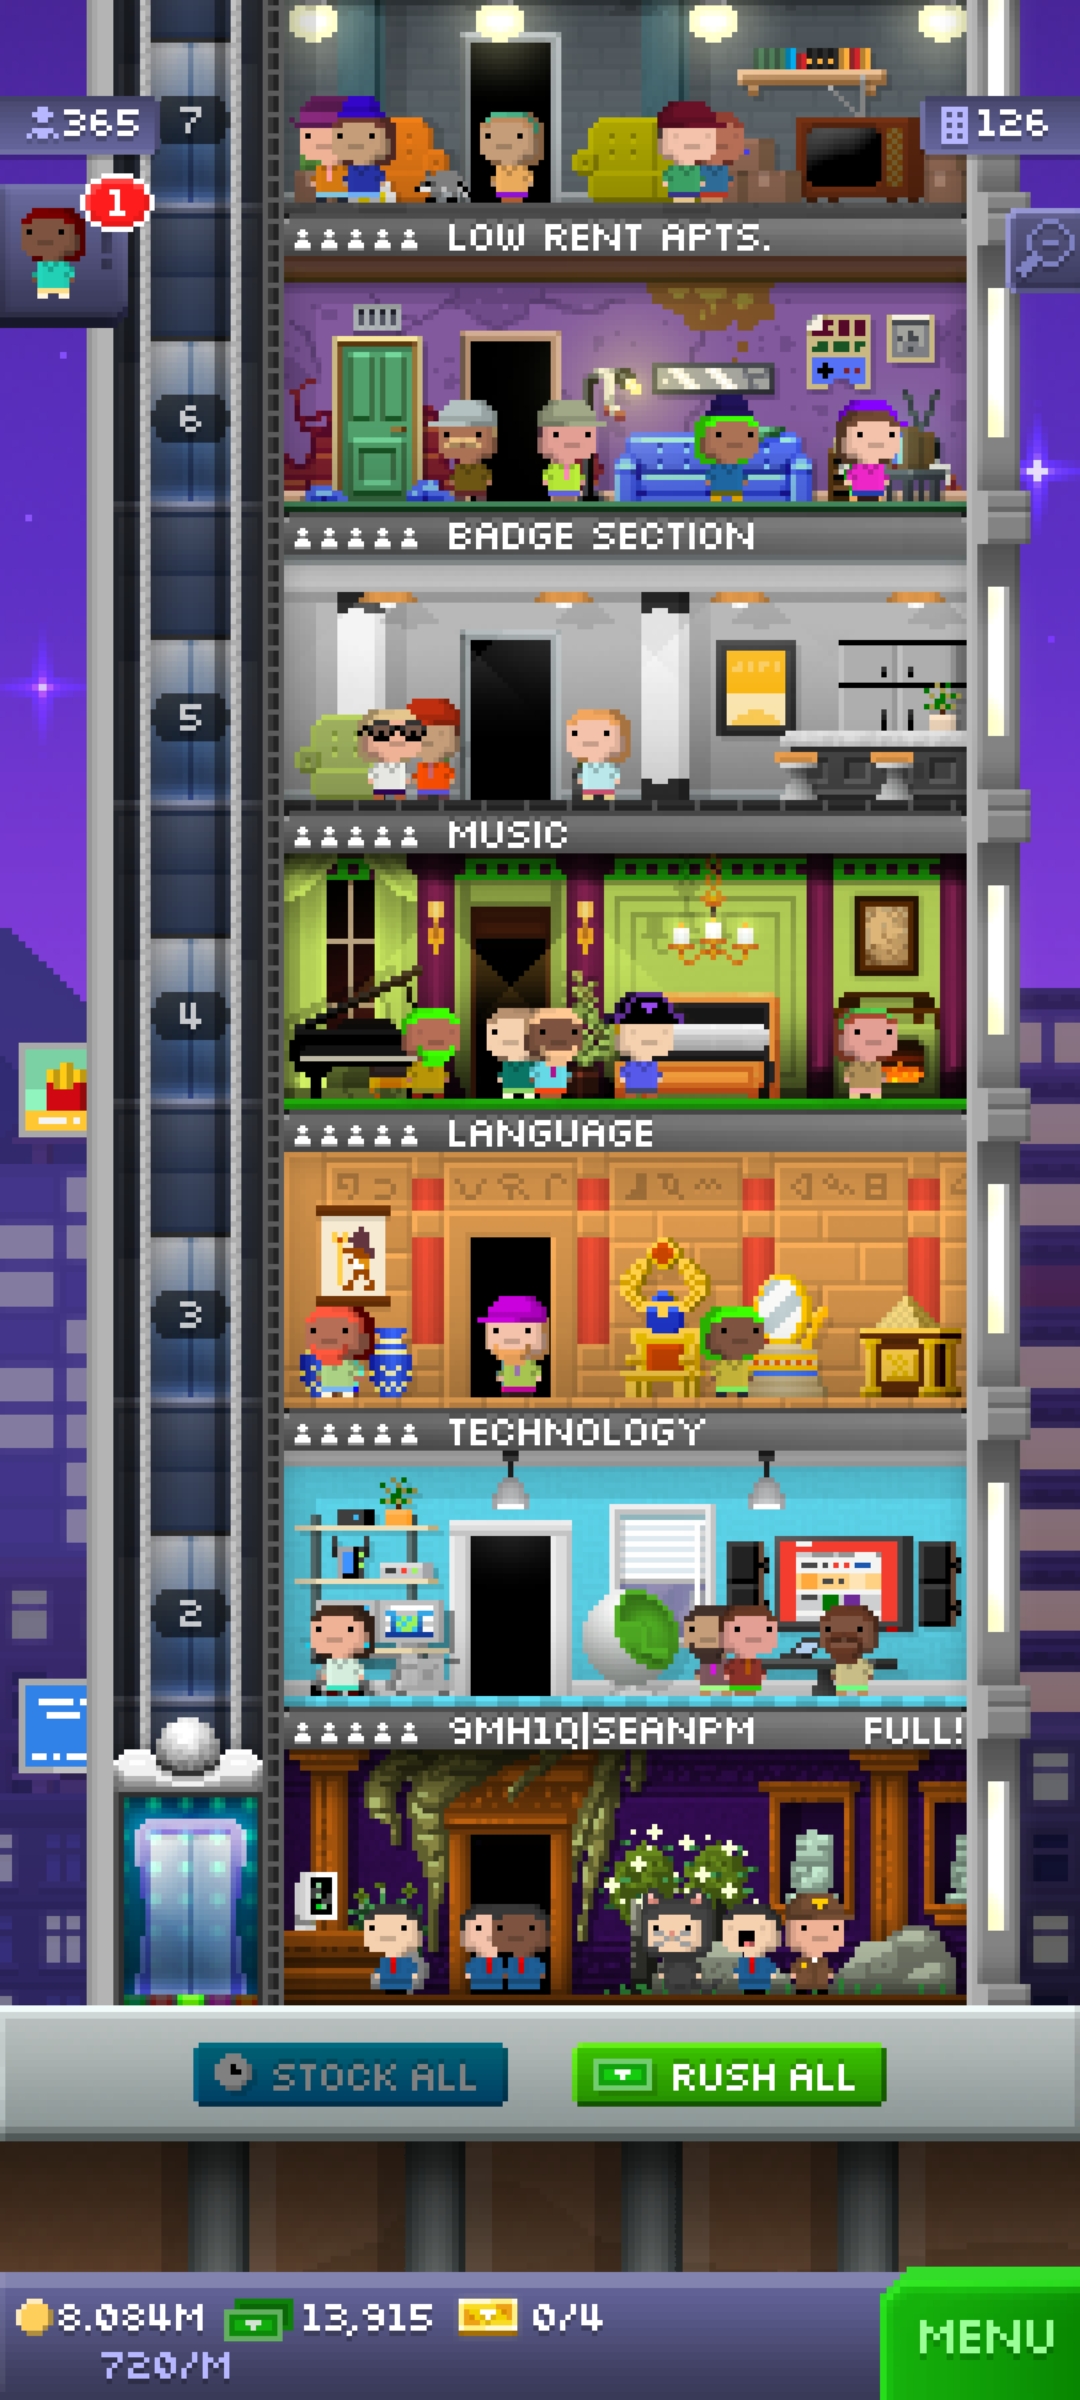 7
365
126
1
LOW RENT APTS.
6
BADGE SECTION
5
MUSIC
4
LANGUAGE
3
TECHNOLOGY
2
9MH1Q|SEANPM FULL!
STOCK ALL
RUSH ALL
8.084M 13,915 0/4
720/M
MENU